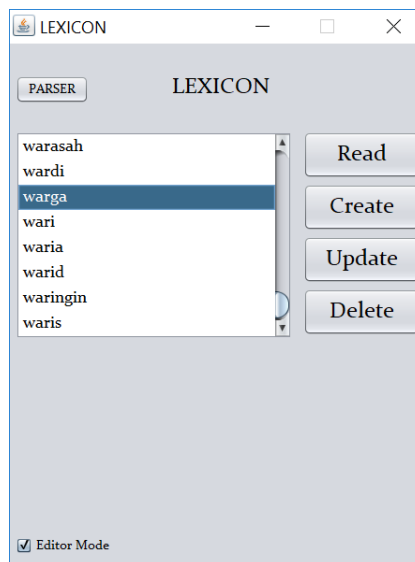 LEXICON
PARSER
LEXICON
warasah
wardi
warga
wari
waria
warid
waringin
waris
Read
Create
Update
Delete
Editor Mode